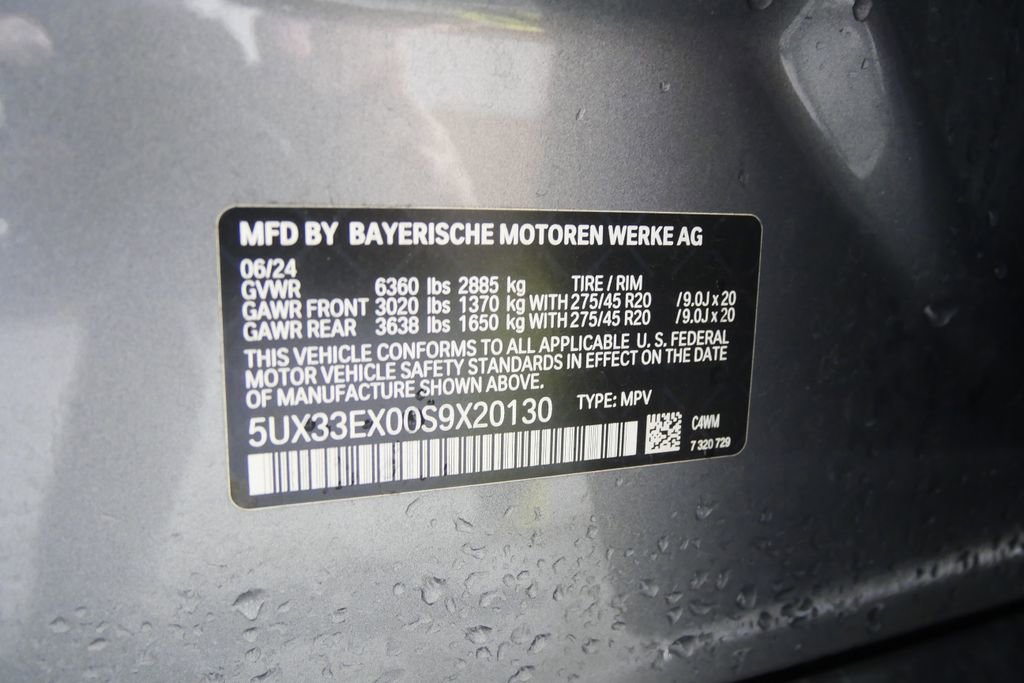 MFD BY BAYERISCHE MOTOREN WERKE AG
06/24
GVWR 6360 lbs 2885 kg TIRE / RIM
GAWR FRONT 3020 lbs 1370 kg WITH 275/45 R20 /9.0J x 20
GAWR REAR 3638 lbs 1650 kg WITH 275/45 R20 /9.0J x 20
THIS VEHICLE CONFORMS TO ALL APPLICABLE U. S. FEDERAL
MOTOR VEHICLE SAFETY STANDARDS IN EFFECT ON THE DATE
OF MANUFACTURE SHOWN ABOVE.
5UX33EX00S9X20130 TYPE: MPV
C4WM
7 320 729